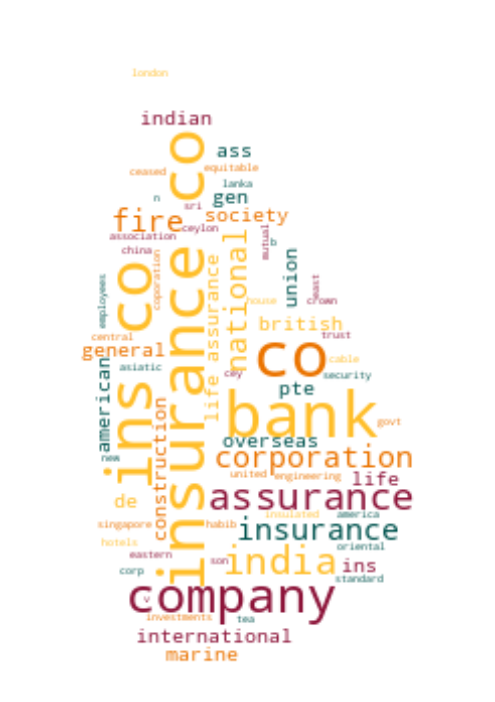 london
indian
insurance co
ass
ceased
equitable
lanka
n
gen
sri
society
fire
ceylon
association
mutual
b
china
national
coporation
union
life assurance
ins co
employees
east
house
crown
british
central
trust
general
co
cable
asiatic
cey
security
american
pte
bank
construction
govt
overseas
new
corporation
united
engineering
life
assurance
de
insulated
america
singapore
habib
insurance
hotels
oriental
eastern
son
india
ins
corp
standard
company
v
investments
tea
international
marine